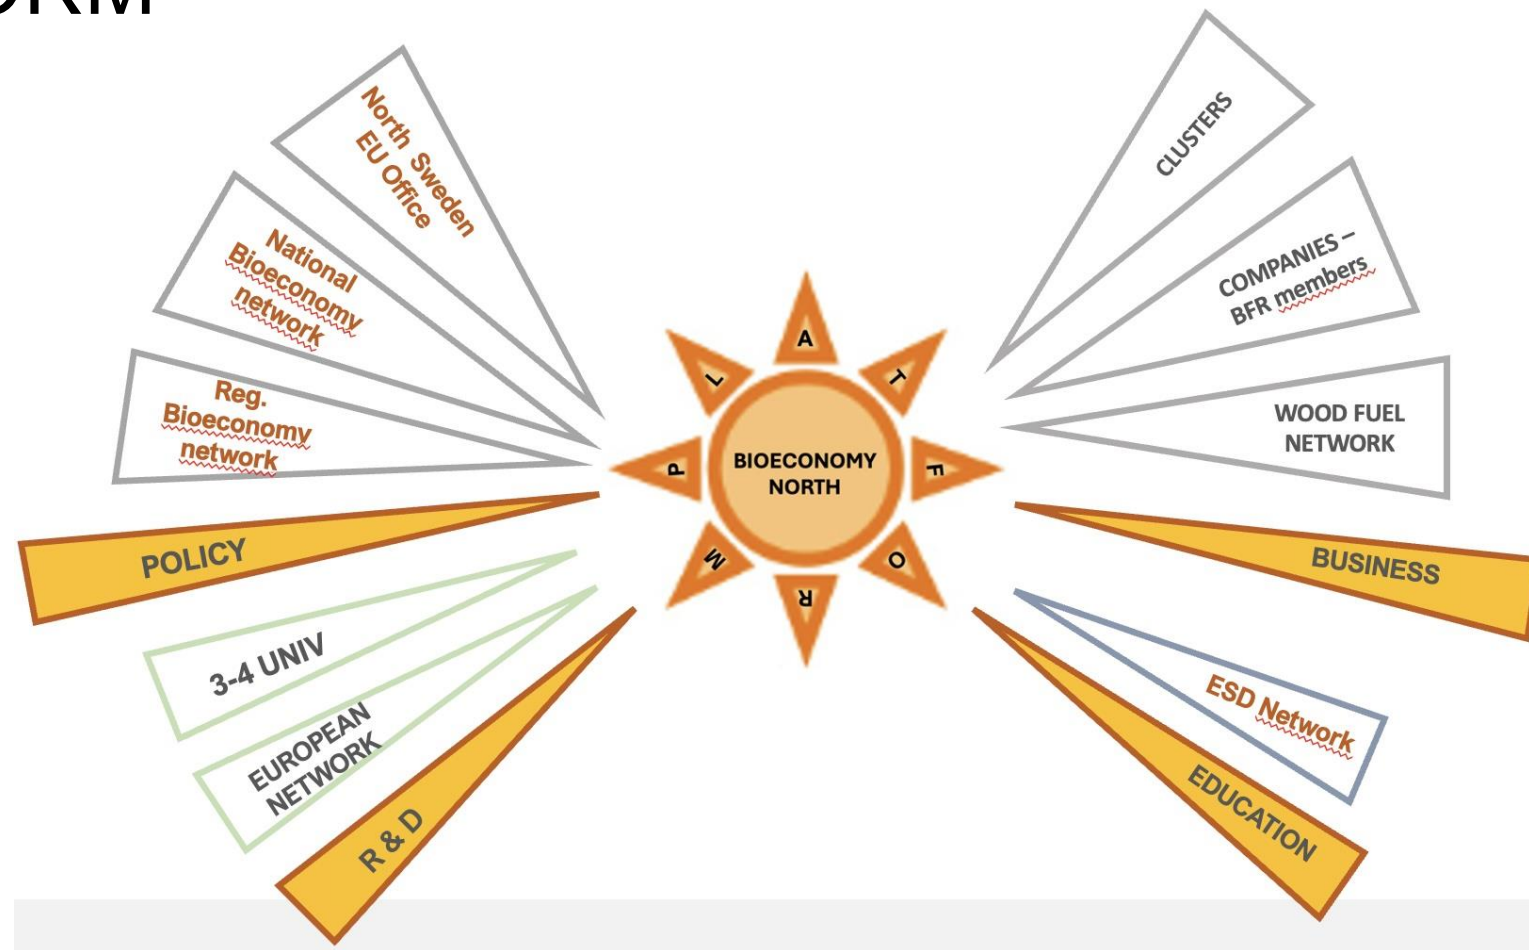 ORM
North Sweden
EU Office
National
Bioeconomy
network
Reg.
Bioeconomy
network
POLICY
3-4 UNIV
EUROPEAN
NETWORK
R & D
P
L
A
T
F
O
R
M
BIOECONOMY
NORTH
CLUSTERS
COMPANIES –
BFR members
WOOD FUEL
NETWORK
BUSINESS
ESD Network
EDUCATION